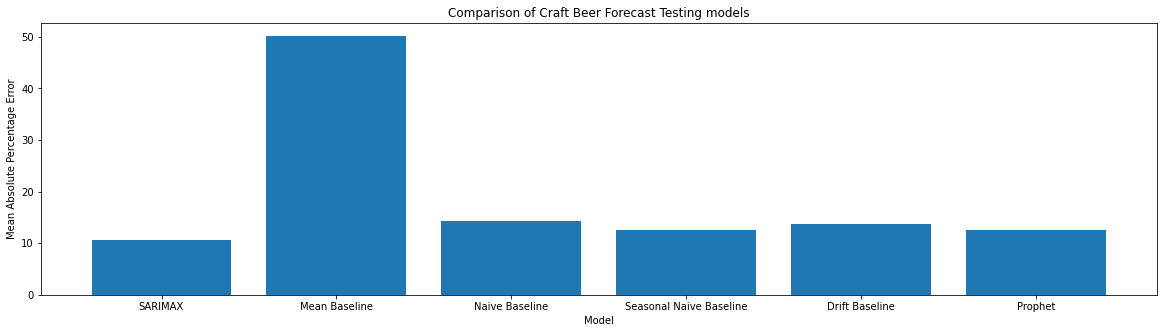 Comparison of Craft Beer Forecast Testing models
Mean Absolute Percentage Error
50
40
30
20
10
0
SARIMAX
Mean Baseline
Naive Baseline
Seasonal Naive Baseline
Drift Baseline
Prophet
Model